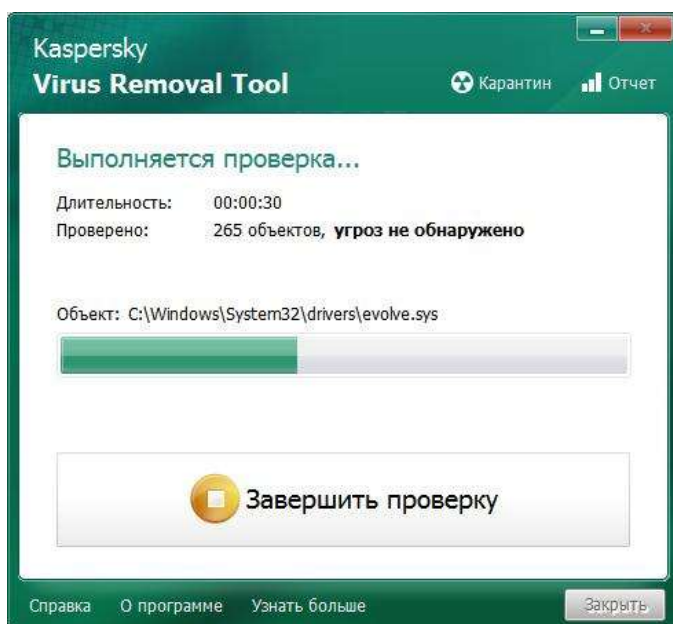 Kaspersky
Virus Removal Tool
Карантин
Отчет
Выполняется проверка...
Длительность: 00:00:30
Проверено: 265 объектов, угроз не обнаружено
Объект: C:\Windows\System32\drivers\evolve.sys
Завершить проверку
Справка О программе Узнать больше Закрыть